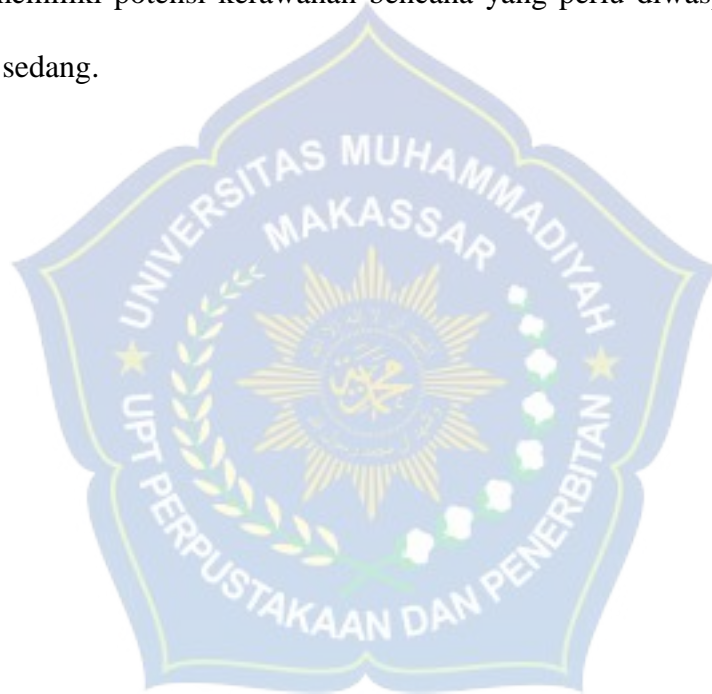 memiliki potensi kerawanan bencana yang perlu diwas
sedang.
UNIVERSITAS MUHAMMADIYAH
MAKASSAR
UPT PERPUSTAKAAN DAN PENERBITAN